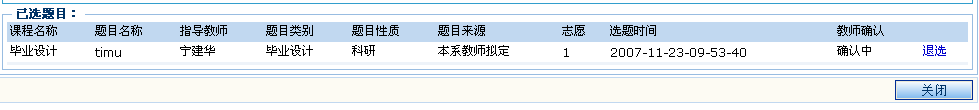 已选题目：
课程名称 题目名称 指导教师 题目类别 题目性质 题目来源 志愿 选题时间 教师确认
毕业设计 timu 宁建华 毕业设计 科研 本系教师拟定 1 2007-11-23-09-53-40 确认中 退选
关闭